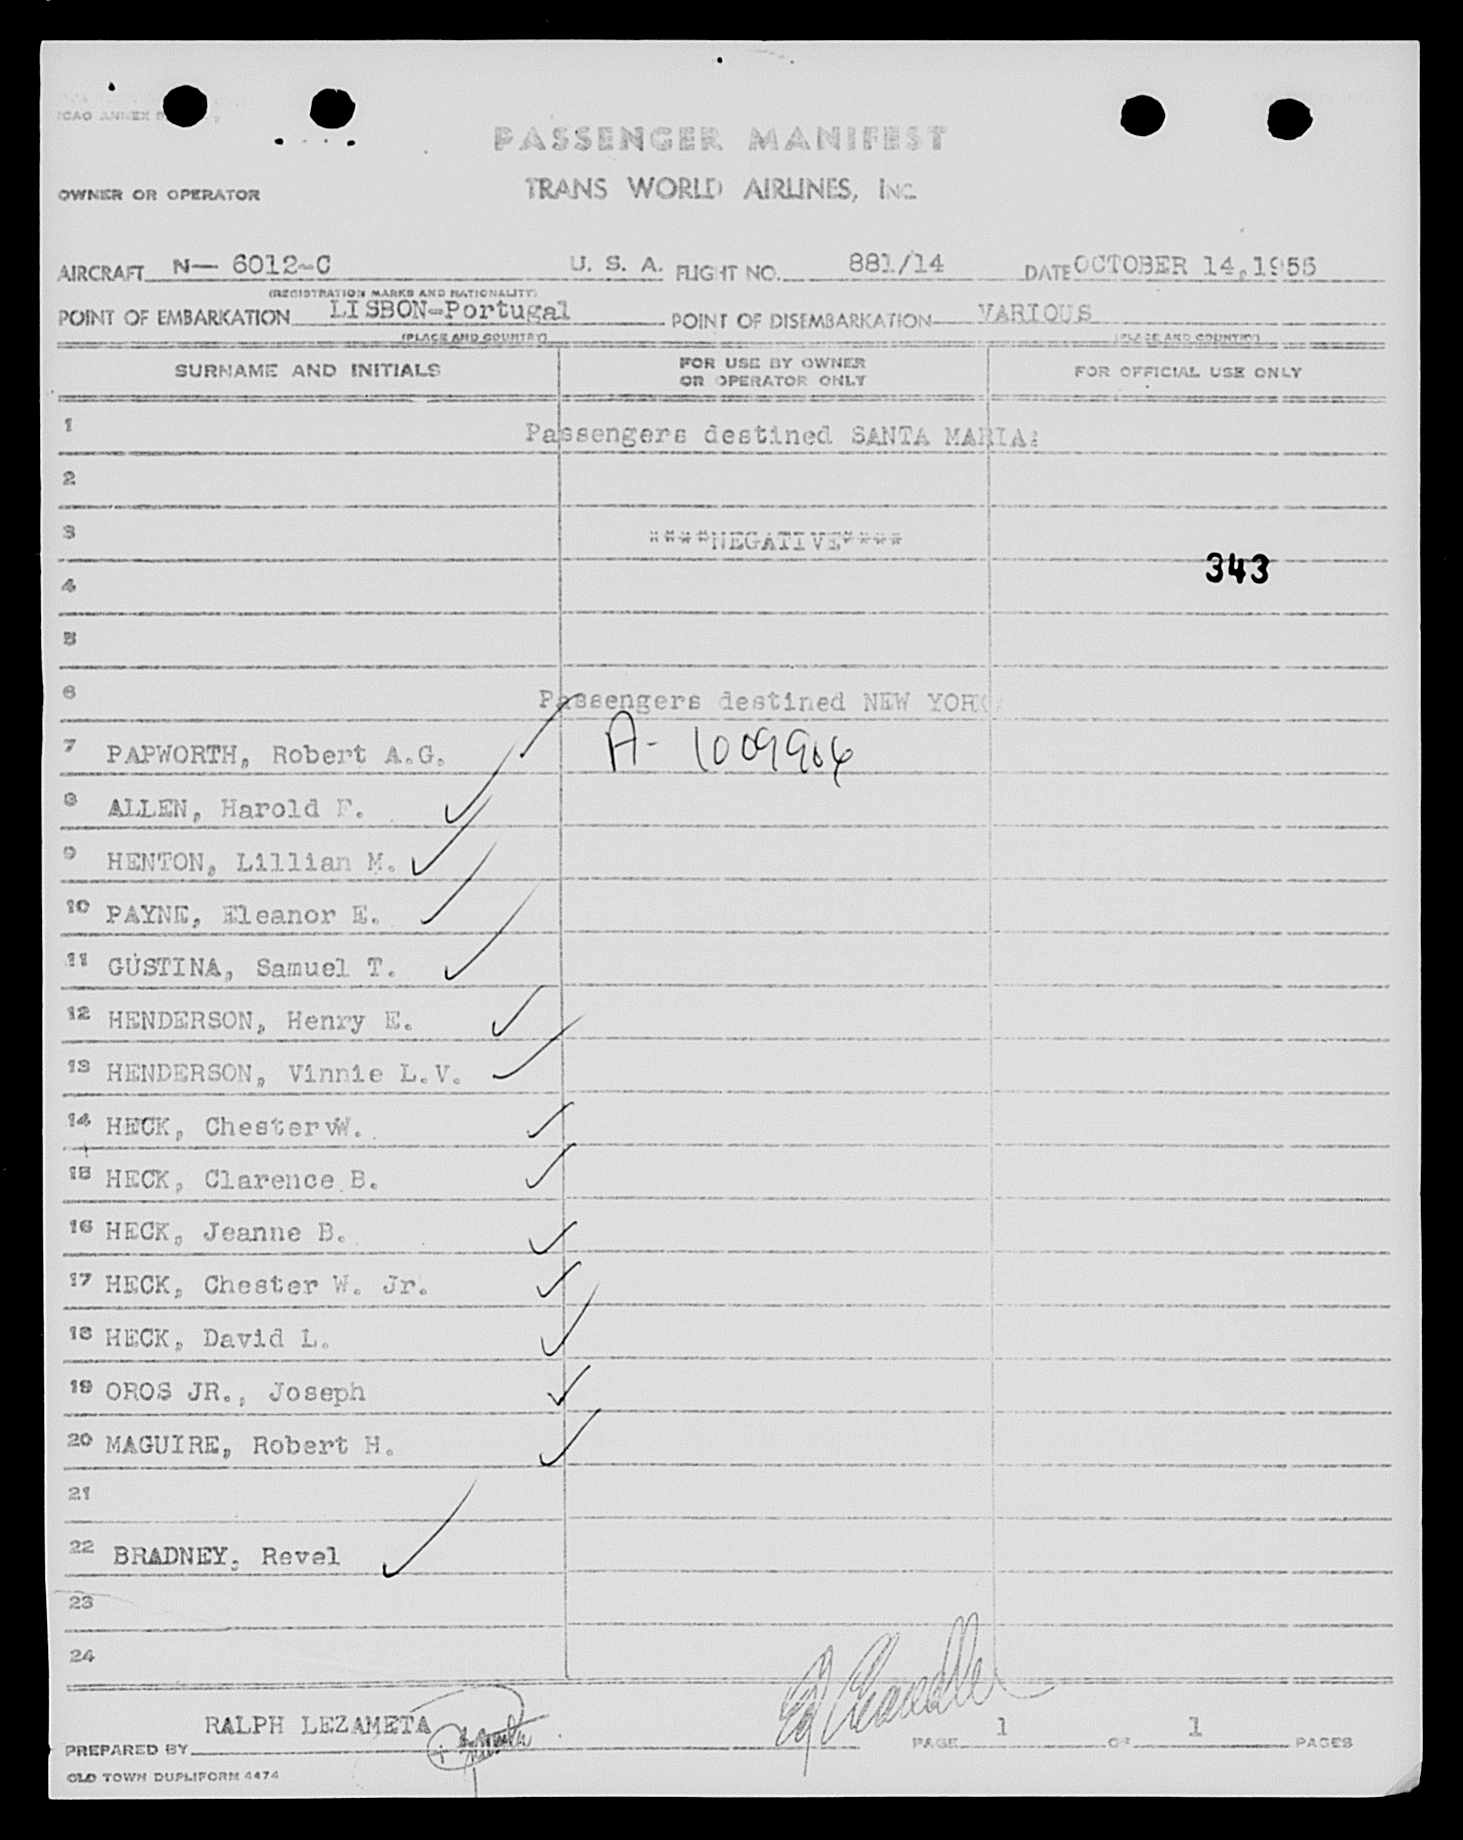 ICAO ANNEX
PASSENGER MANIFEST
OWNER OR OPERATOR TRANS WORLD AIRLINES, INC.
AIRCRAFT N— 6012-C U. S. A. FLIGHT NO. 881/14 DATE OCTOBER 14,1955
(REGISTRATION MARKS AND NATIONALITY)
POINT OF EMBARKATION LISBON-Portugal POINT OF DISEMBARKATION VARIOUS
(PLACE AND COUNTRY) (PLACE AND COUNTRY)
SURNAME AND INITIALS FOR USE BY OWNER OR OPERATOR ONLY FOR OFFICIAL USE ONLY
1 Passengers destined SANTA MARIA:
2
3 ****NEGATIVE****
343
4
5
6 Passengers destined NEW YORK
7 PAPWORTH, Robert A.G. A- 1009906
8 ALLEN, Harold F.
9 HENTON, Lillian M.
10 PAYNE, Eleanor E.
11 GUSTINA, Samuel T.
12 HENDERSON, Henry E.
13 HENDERSON, Vinnie L.V.
14 HECK, Chester W.
15 HECK, Clarence B.
16 HECK, Jeanne B.
17 HECK, Chester W. Jr.
18 HECK, David L.
19 OROS JR., Joseph
20 MAGUIRE, Robert H.
21
22 BRADNEY, Revel
23
24
RALPH LEZAMETA
PREPARED BY PAGE 1 OF 1 PAGES
OLD TOWN DUPLIFORM 4474